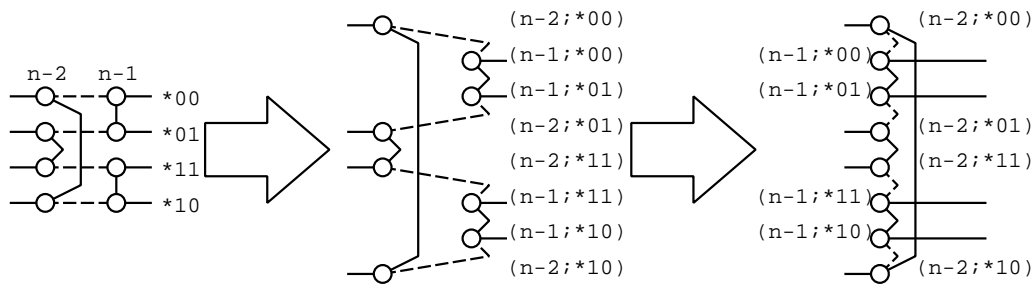 n-2 n-1
*00
*01
*11
*10
(n-2;*00)
(n-1;*00)
(n-1;*01)
(n-2;*01)
(n-2;*11)
(n-1;*11)
(n-1;*10)
(n-2;*10)
(n-2;*00)
(n-1;*00)
(n-1;*01)
(n-2;*01)
(n-2;*11)
(n-1;*11)
(n-1;*10)
(n-2;*10)